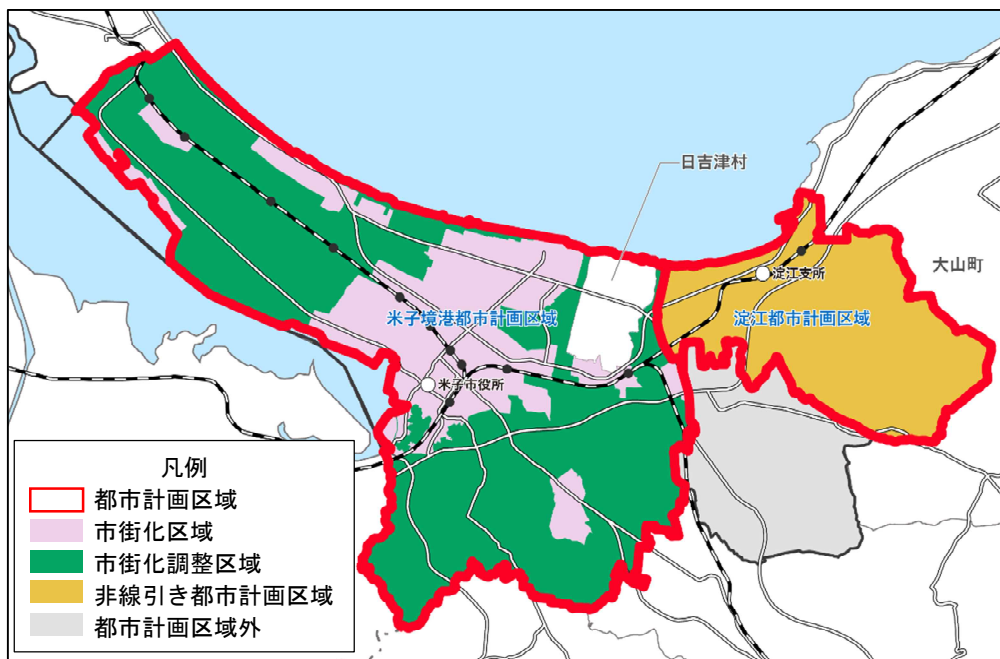 日吉津村
淀江支所
大山町
米子境港都市計画区域
淀江都市計画区域
米子市役所
凡例
都市計画区域
市街化区域
市街化調整区域
非線引き都市計画区域
都市計画区域外